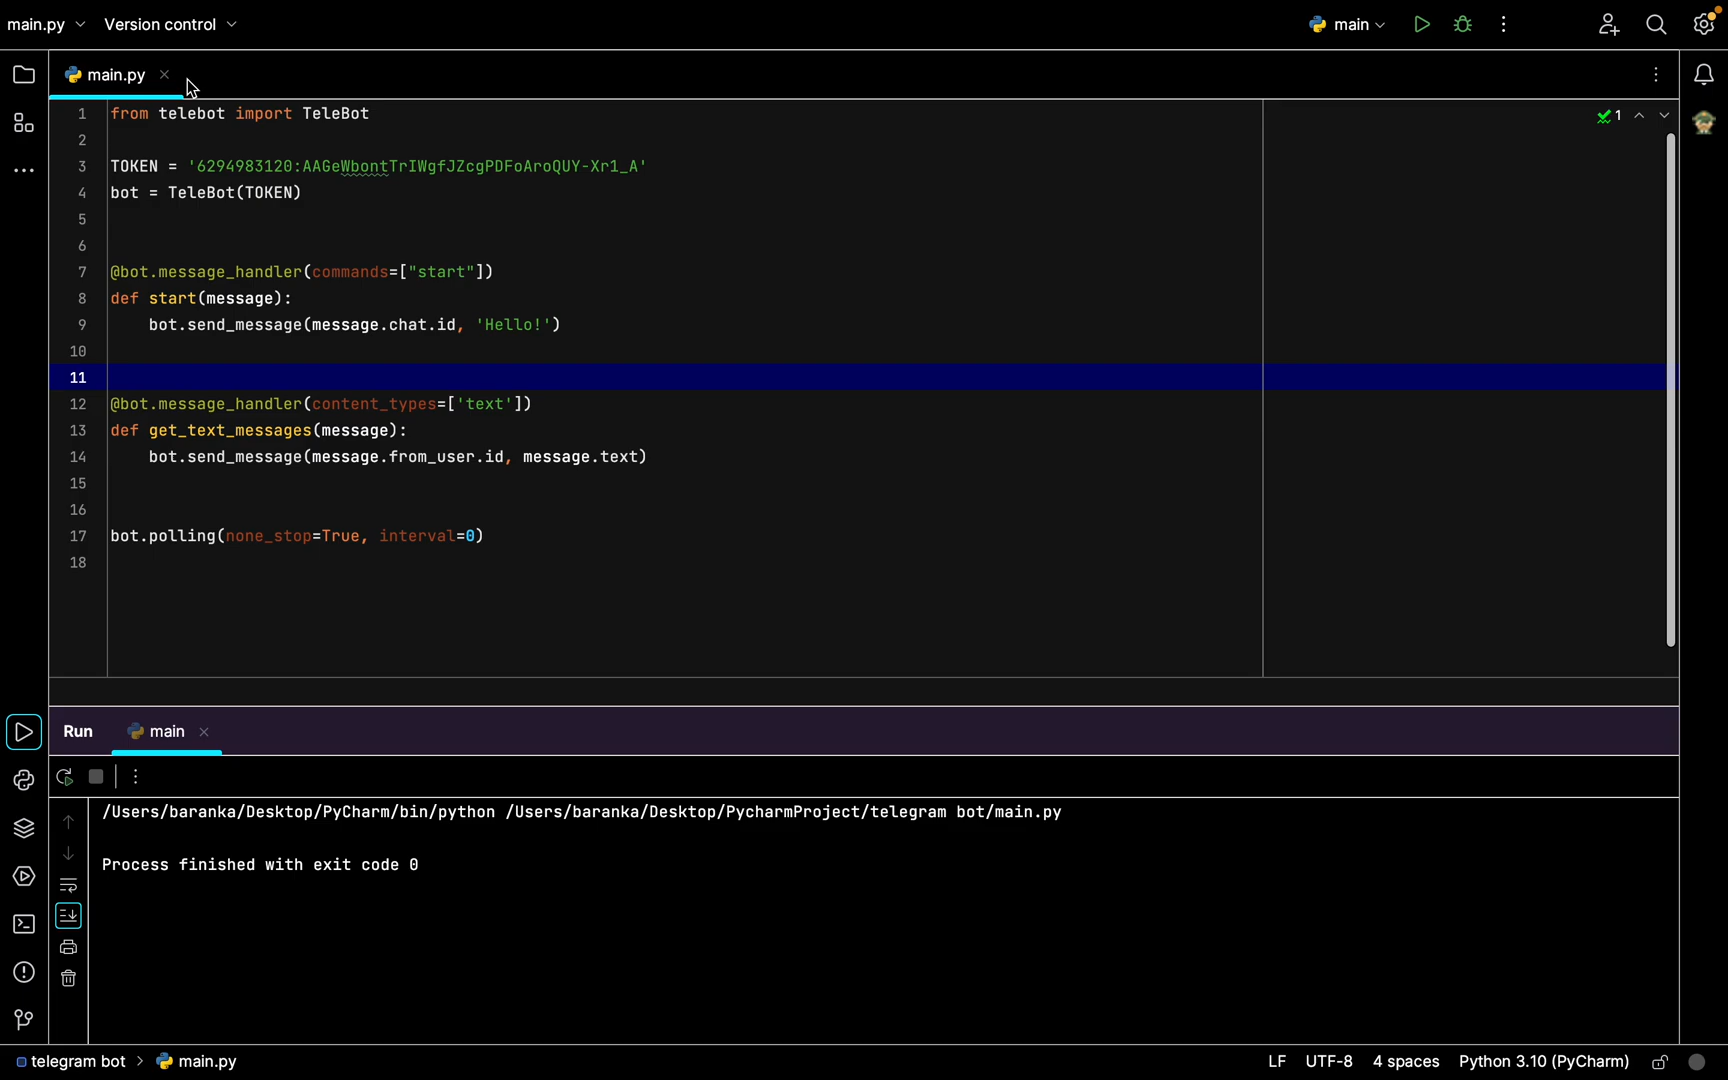 main.py Version control main
main.py
1 from telebot import TeleBot 1
2
3 TOKEN = '6294983120:AAGeWbontTrIWgfJZcgPDFoAroQUY-Xr1_A'
4 bot = TeleBot(TOKEN)
5
6
7 @bot.message_handler(commands=["start"])
8 def start(message):
9 bot.send_message(message.chat.id, 'Hello!')
10
11
12 @bot.message_handler(content_types=['text'])
13 def get_text_messages(message):
14 bot.send_message(message.from_user.id, message.text)
15
16
17 bot.polling(none_stop=True, interval=0)
18
Run main
/Users/baranka/Desktop/PyCharm/bin/python /Users/baranka/Desktop/PycharmProject/telegram bot/main.py
Process finished with exit code 0
telegram bot > main.py LF UTF-8 4 spaces Python 3.10 (PyCharm)